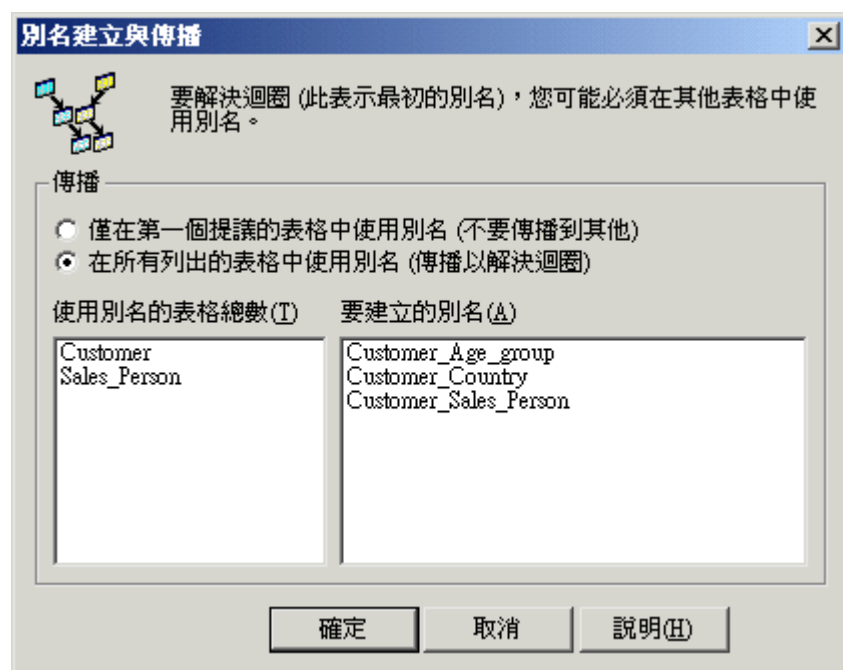 別名建立與傳播
要解決迴圈 (此表示最初的別名)，您可能必須在其他表格中使
用別名。
傳播
僅在第一個提議的表格中使用別名 (不要傳播到其他)
在所有列出的表格中使用別名 (傳播以解決迴圈)
使用別名的表格總數(T)
要建立的別名(A)
Customer
Sales_Person
Customer_Age_group
Customer_Country
Customer_Sales_Person
確定
取消
說明(H)